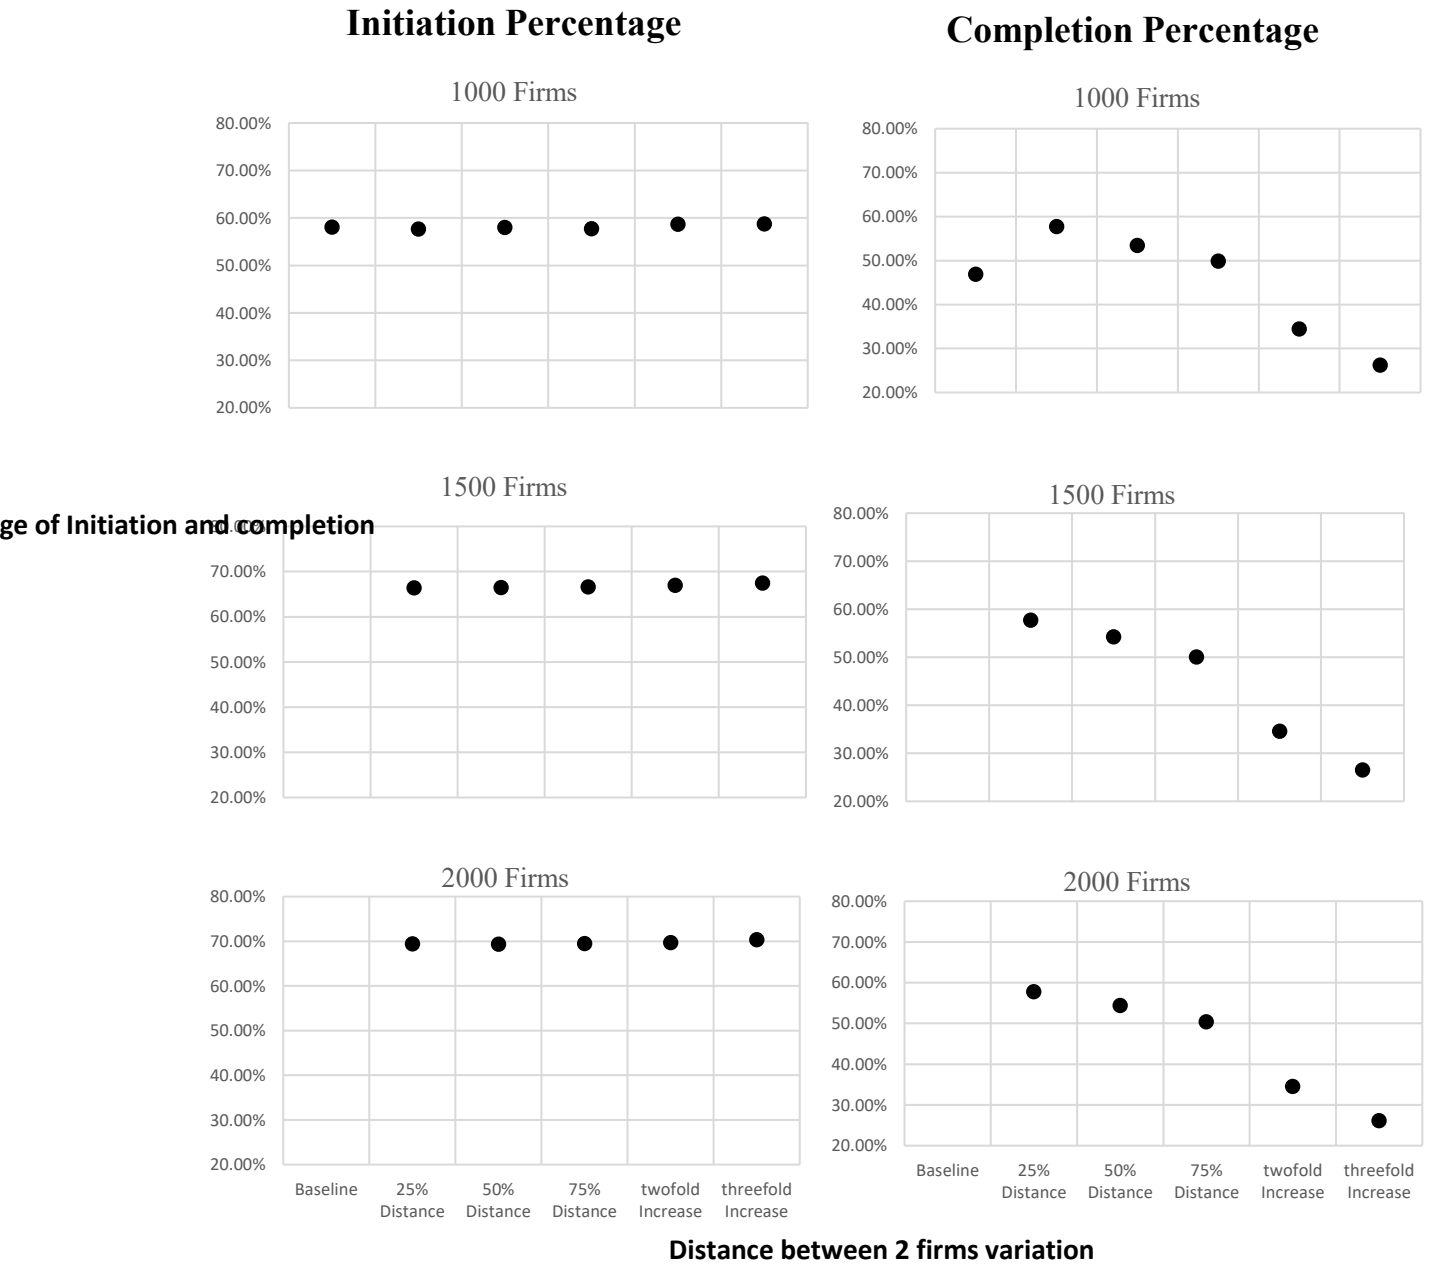 Initiation Percentage
Completion Percentage
1000 Firms
80.00%
70.00%
60.00%
50.00%
40.00%
30.00%
20.00%
1000 Firms
80.00%
70.00%
60.00%
50.00%
40.00%
30.00%
20.00%
ge of Initiation and completion
1500 Firms
80.00%
70.00%
60.00%
50.00%
40.00%
30.00%
20.00%
1500 Firms
80.00%
70.00%
60.00%
50.00%
40.00%
30.00%
20.00%
2000 Firms
80.00%
70.00%
60.00%
50.00%
40.00%
30.00%
20.00%
Baseline
25%
Distance
50%
Distance
75%
Distance
twofold
Increase
threefold
Increase
2000 Firms
80.00%
70.00%
60.00%
50.00%
40.00%
30.00%
20.00%
Baseline
25%
Distance
50%
Distance
75%
Distance
twofold
Increase
threefold
Increase
Distance between 2 firms variation